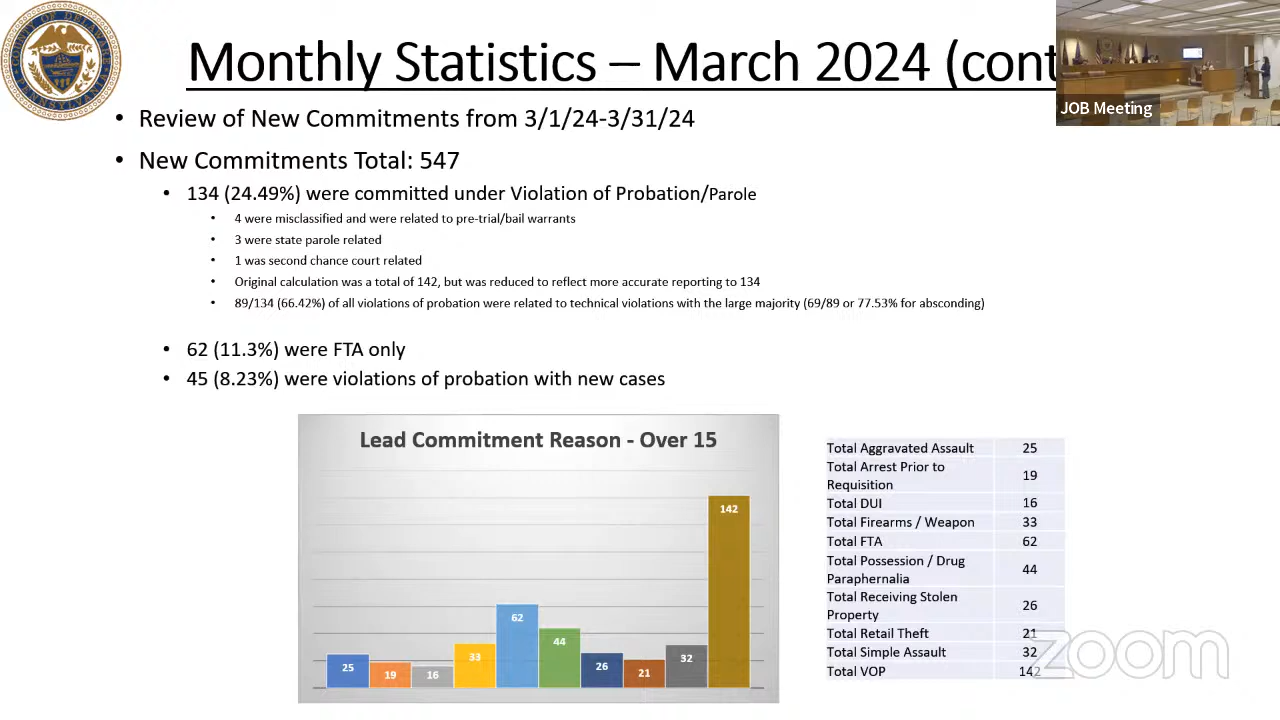 Monthly Statistics – March 2024 (cont
JOB Meeting
• Review of New Commitments from 3/1/24-3/31/24
• New Commitments Total: 547
• 134 (24.49%) were committed under Violation of Probation/Parole
• 4 were misclassified and were related to pre-trial/bail warrants
• 3 were state parole related
• 1 was second chance court related
• Original calculation was a total of 142, but was reduced to reflect more accurate reporting to 134
• 89/134 (66.42%) of all violations of probation were related to technical violations with the large majority (69/89 or 77.53% for absconding)
• 62 (11.3%) were FTA only
• 45 (8.23%) were violations of probation with new cases
Lead Commitment Reason - Over 15
25
19
16
33
62
44
26
21
32
142
Total Aggravated Assault 25
Total Arrest Prior to
Requisition 19
Total DUI 16
Total Firearms / Weapon 33
Total FTA 62
Total Possession / Drug
Paraphernalia 44
Total Receiving Stolen
Property 26
Total Retail Theft 21
Total Simple Assault 32
Total VOP 142
zoom